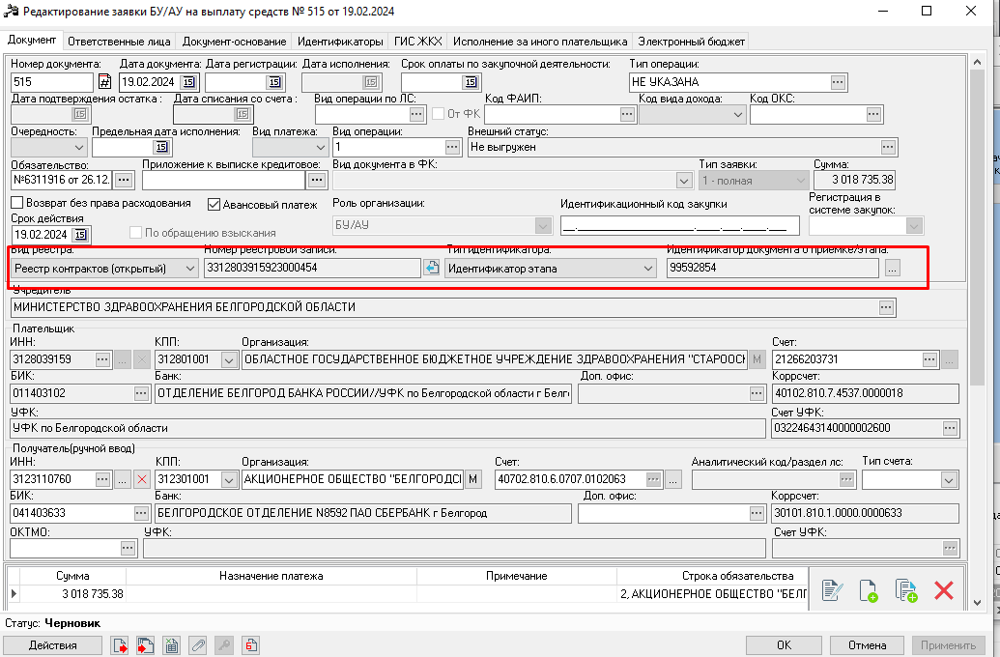 Редактирование заявки БУ/АУ на выплату средств № 515 от 19.02.2024
Документ Ответственные лица Документ-основание Идентификаторы ГИС ЖКХ Исполнение за иного плательщика Электронный бюджет
Номер документа: Дата документа: Дата регистрации: Дата исполнения: Срок оплаты по закупочной деятельности: Тип операции:
515 19.02.2024 НЕ УКАЗАНА
Дата подтверждения остатка : Дата списания со счета : Вид операции по ЛС: Код ФАИП: Код вида дохода: Код ОКС:
От ФК
Очередность: Предельная дата исполнения: Вид платежа: Вид операции: Внешний статус:
1 Не выгружен
Обязательство: Приложение к выписке кредитовое: Вид документа в ФК: Тип заявки: Сумма:
№6311916 от 26.12. 1 - полная 3 018 735.38
Возврат без права расходования Авансовый платеж Роль организации: Идентификационный код закупки Регистрация в системе закупок:
Срок действия БУ/АУ
19.02.2024 По обращению взыскания
Вид реестра: Номер реестровой записи: Тип идентификатора: Идентификатор документа о приемке/этапа:
Реестр контрактов (открытый) 3312803915923000454 Идентификатор этапа 99592854
Учредитель
МИНИСТЕРСТВО ЗДРАВООХРАНЕНИЯ БЕЛГОРОДСКОЙ ОБЛАСТИ
Плательщик
ИНН: КПП: Организация: Счет:
3128039159 312801001 ОБЛАСТНОЕ ГОСУДАРСТВЕННОЕ БЮДЖЕТНОЕ УЧРЕЖДЕНИЕ ЗДРАВООХРАНЕНИЯ "СТАРООСК М 21266203731
БИК: Банк: Доп. офис: Коррсчет:
011403102 ОТДЕЛЕНИЕ БЕЛГОРОД БАНКА РОССИИ//УФК по Белгородской области г Белг 40102.810.7.4537.0000018
УФК: Счет УФК:
УФК по Белгородской области 03224643140000002600
Получатель(ручной ввод)
ИНН: КПП: Организация: Счет: Аналитический код/раздел лс: Тип счета:
3123110760 312301001 АКЦИОНЕРНОЕ ОБЩЕСТВО "БЕЛГОРОДС М 40702.810.6.0707.0102063
БИК: Банк: Доп. офис: Коррсчет:
041403633 БЕЛГОРОДСКОЕ ОТДЕЛЕНИЕ N8592 ПАО СБЕРБАНК г Белгород 30101.810.1.0000.0000633
ОКТМО: УФК: Счет УФК:
Сумма Назначение платежа Примечание Строка обязательства
3 018 735.38 2, АКЦИОНЕРНОЕ ОБЩЕСТВО "БЕЛГ
Статус: Черновик
Действия OK Отмена Применить